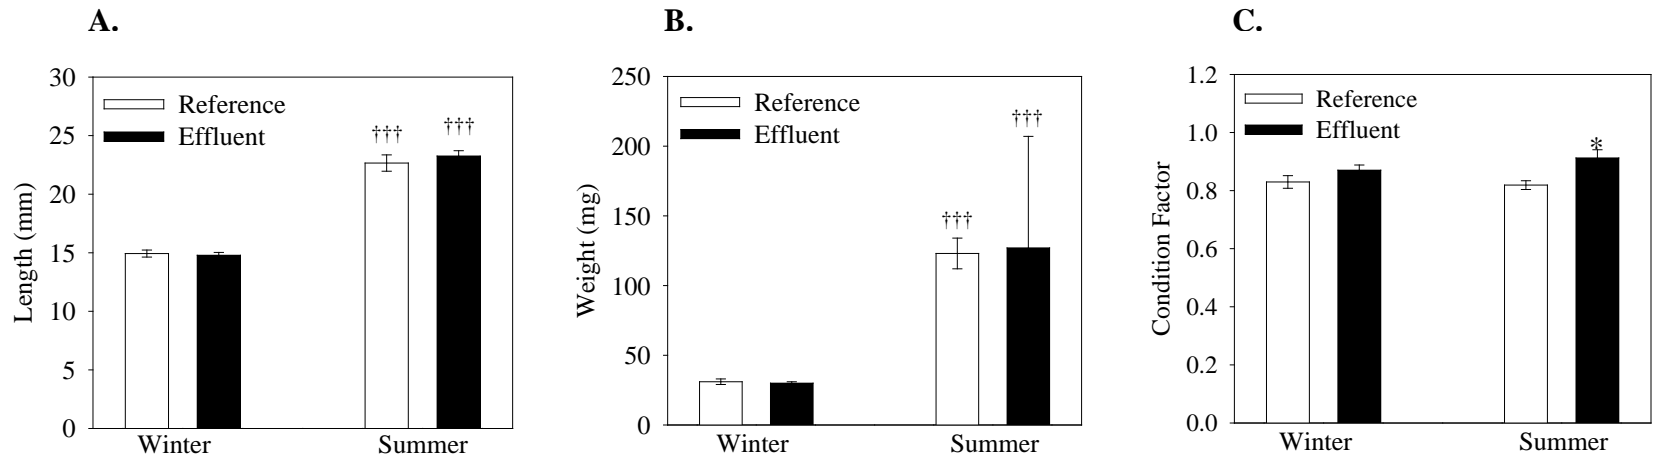 A.
30
25
20
15
10
5
0
Length (mm)
Reference
Effluent
†††
†††
Winter
Summer
B.
250
200
150
100
50
0
Weight (mg)
Reference
Effluent
†††
†††
Winter
Summer
C.
1.2
1.0
0.8
0.6
0.4
0.2
0.0
Condition Factor
Reference
Effluent
*
Winter
Summer